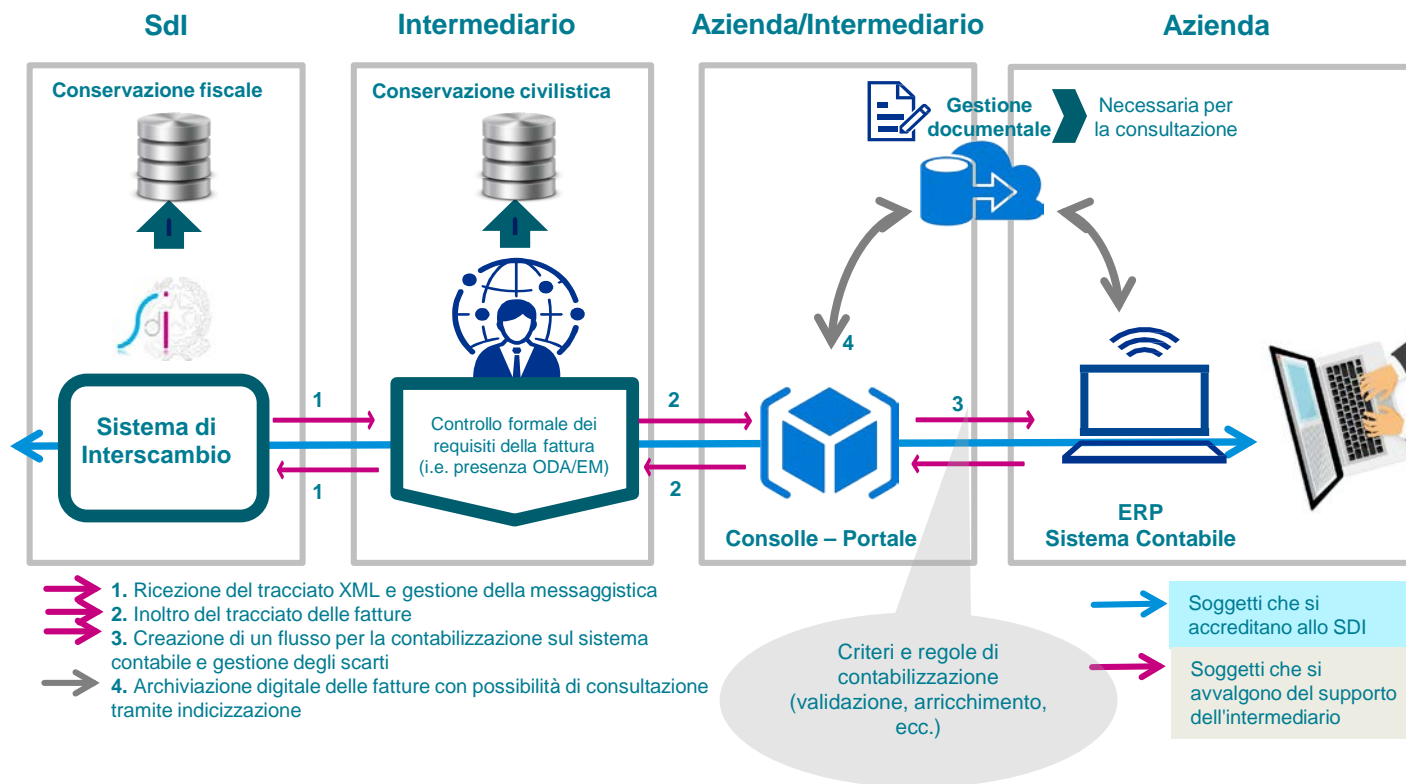 SdI
Intermediario
Azienda/Intermediario
Azienda
Conservazione fiscale
Conservazione civilistica
Gestione
documentale
Necessaria per
la consultazione
I
I
Sdi
4
1
2
3
Sistema di
Interscambio
Controllo formale dei
requisiti della fattura
(i.e. presenza ODA/EM)
1
2
Consolle – Portale
ERP
Sistema Contabile
1. Ricezione del tracciato XML e gestione della messaggistica
2. Inoltro del tracciato delle fatture
3. Creazione di un flusso per la contabilizzazione sul sistema
contabile e gestione degli scarti
4. Archiviazione digitale delle fatture con possibilità di consultazione
tramite indicizzazione
Criteri e regole di
contabilizzazione
(validazione, arricchimento,
ecc.)
Soggetti che si
accreditano allo SDI
Soggetti che si
avvalgono del supporto
dell'intermediario